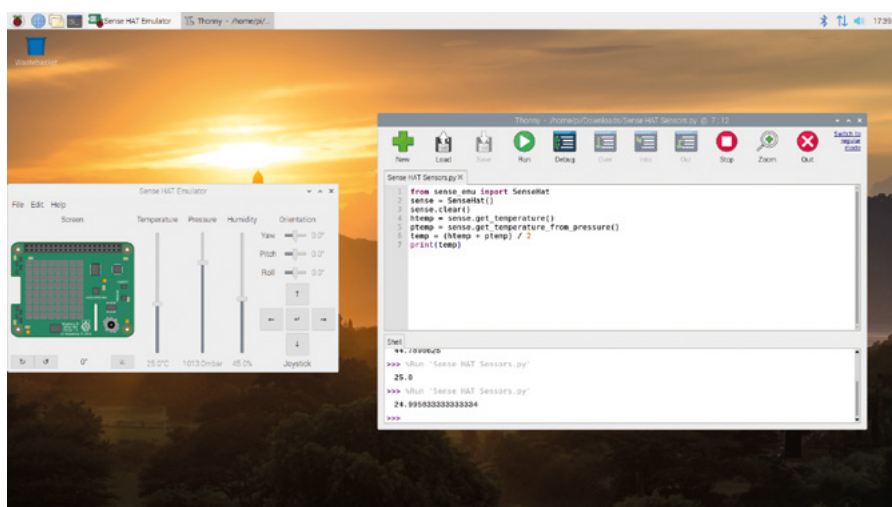 Sense HAT Emulator
Thonny - /home/pi/...
17:39
Wastebasket
Thonny - /home/pi/Downloads/Sense HAT Sensors.py @ 7:12
New Load Save Run Debug Over Into Out Stop Zoom Quit
Switch to
regular
mode
Sense HAT Sensors.py
1 from sense_emu import SenseHat
2 sense = SenseHat()
3 sense.clear()
4 htemp = sense.get_temperature()
5 ptemp = sense.get_temperature_from_pressure()
6 temp = (htemp + ptemp) / 2
7 print(temp)
Shell
44.7890625
>>> %Run 'Sense HAT Sensors.py'
25.0
>>> %Run 'Sense HAT Sensors.py'
24.995833333333334
>>>
Sense HAT Emulator
File Edit Help
Screen Temperature Pressure Humidity Orientation
Yaw 0.0°
Pitch 0.0°
Roll 0.0°
0° 25.0°C 1013.0mbar 45.0% Joystick